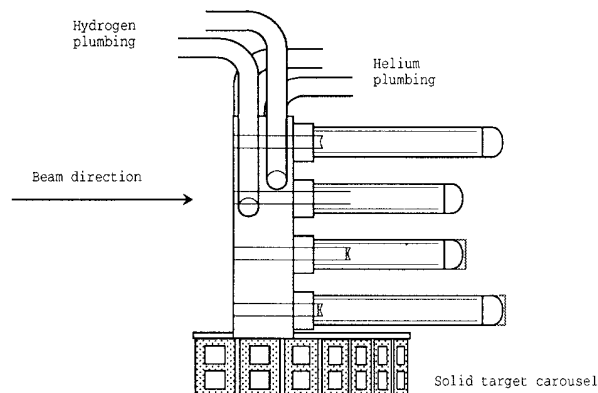 Hydrogen
plumbing
Helium
plumbing
Beam direction
Solid target carousel